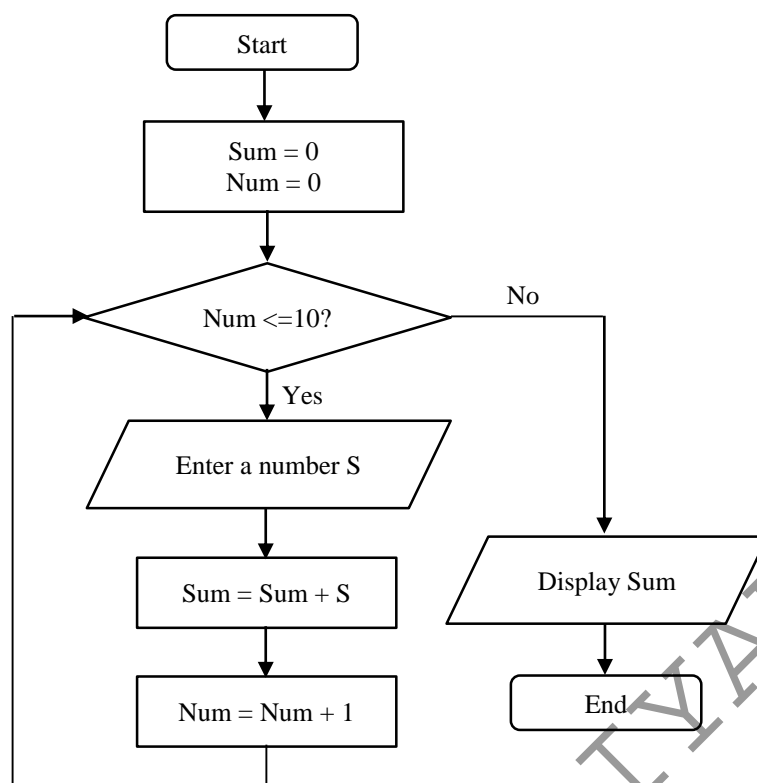 Start
Sum = 0
Num = 0
Num <=10?
No
Yes
Enter a number S
Sum = Sum + S
Display Sum
Num = Num + 1
End